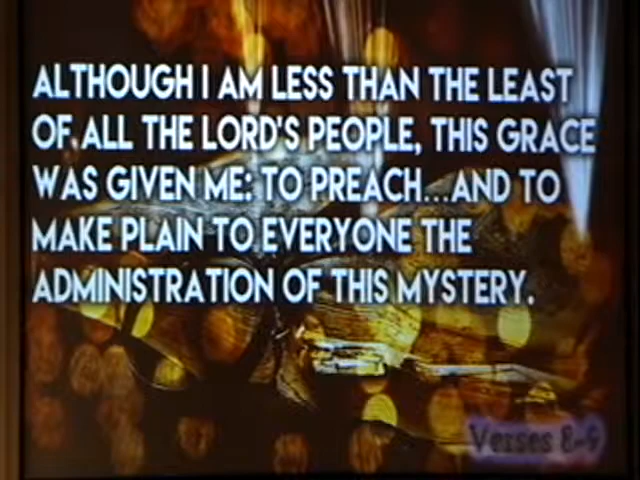 ALTHOUGH I AM LESS THAN THE LEAST
OF ALL THE LORD'S PEOPLE, THIS GRACE
WAS GIVEN ME: TO PREACH...AND TO
MAKE PLAIN TO EVERYONE THE
ADMINISTRATION OF THIS MYSTERY.
Verses 8-9